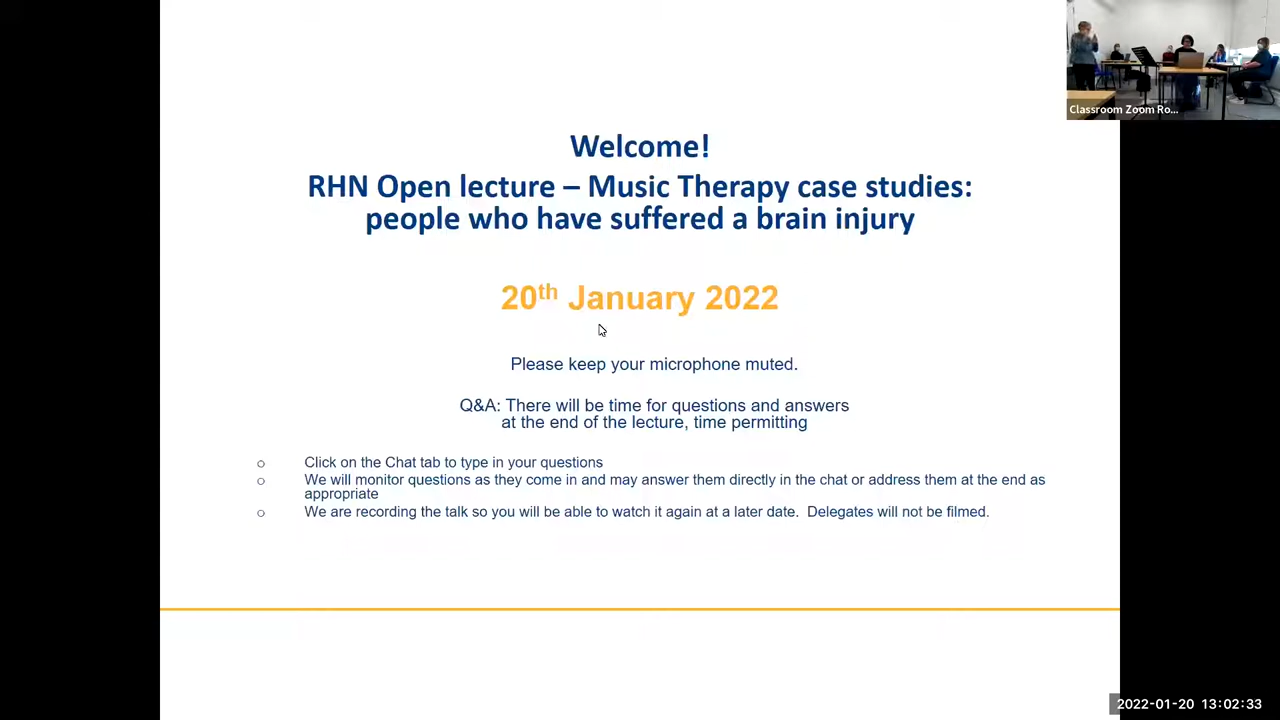 Classroom Zoom Ro...
Welcome!
RHN Open lecture – Music Therapy case studies:
people who have suffered a brain injury
20th January 2022
Please keep your microphone muted.
Q&A: There will be time for questions and answers
at the end of the lecture, time permitting
o Click on the Chat tab to type in your questions
o We will monitor questions as they come in and may answer them directly in the chat or address them at the end as
appropriate
o We are recording the talk so you will be able to watch it again at a later date. Delegates will not be filmed.
2022-01-20 13:02:33